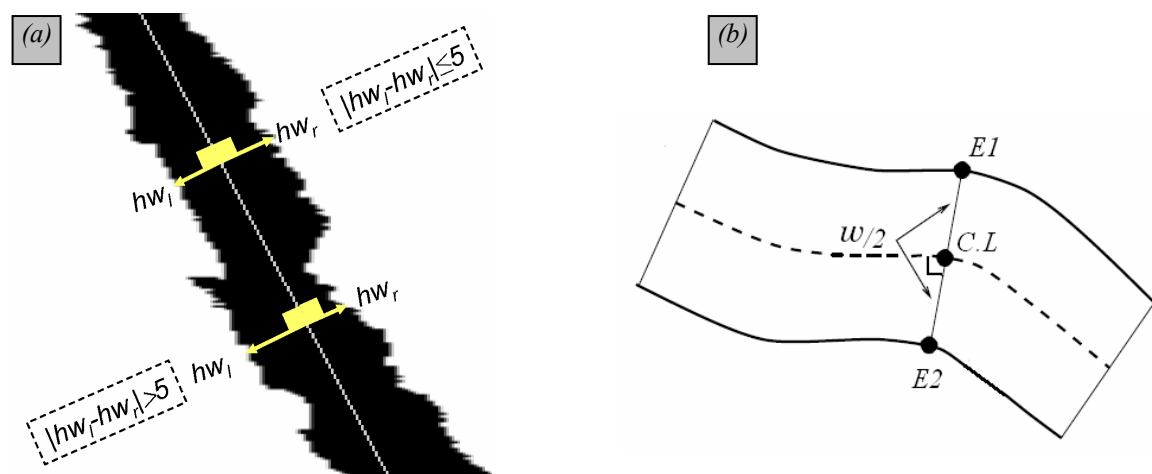 (a)
|hwl-hwr|≤5
hwr
hwl
hwr
hwl
|hwl-hwr|>5
(b)
E1
w/2
C.L
E2